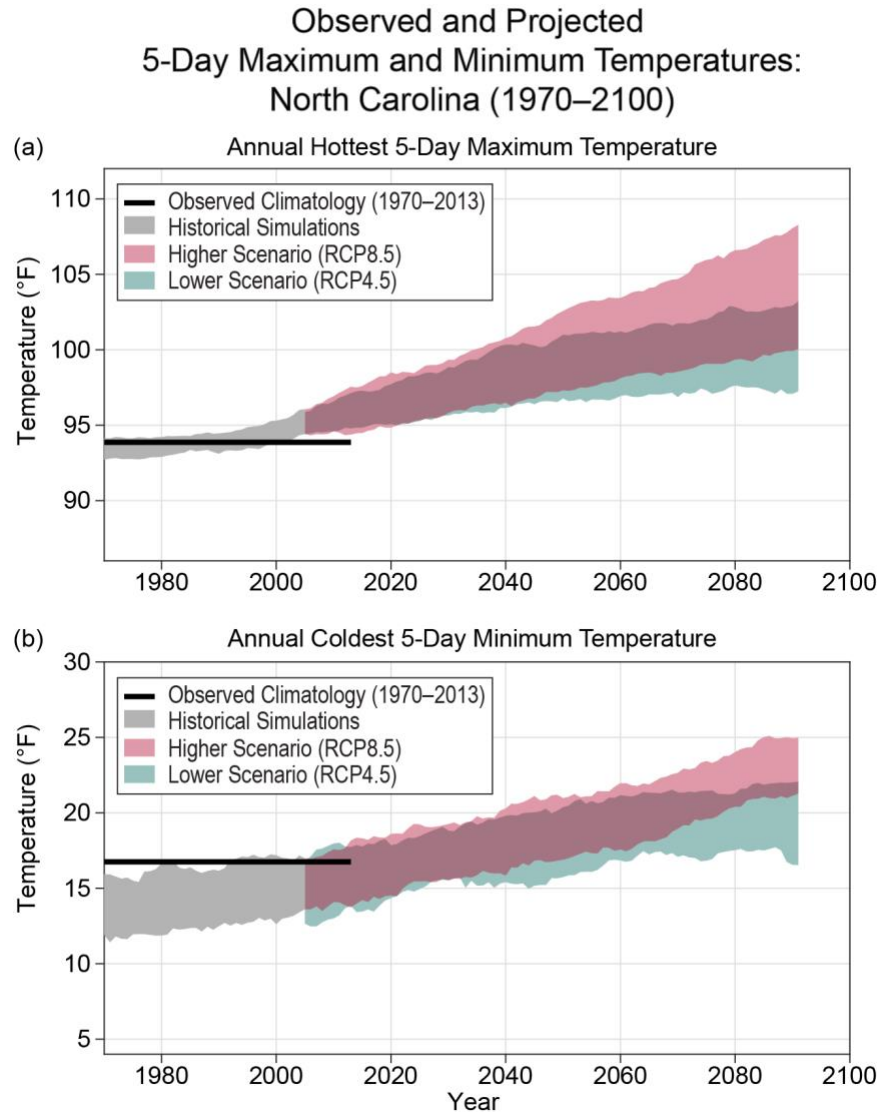 Observed and Projected
5-Day Maximum and Minimum Temperatures:
North Carolina (1970–2100)
(a)
Annual Hottest 5-Day Maximum Temperature
Observed Climatology (1970–2013)
Historical Simulations
Higher Scenario (RCP8.5)
Lower Scenario (RCP4.5)
Temperature (°F)
110
105
100
95
90
1980 2000 2020 2040 2060 2080 2100
(b)
Annual Coldest 5-Day Minimum Temperature
Observed Climatology (1970–2013)
Historical Simulations
Higher Scenario (RCP8.5)
Lower Scenario (RCP4.5)
Temperature (°F)
30
25
20
15
10
5
1980 2000 2020 2040 2060 2080 2100
Year